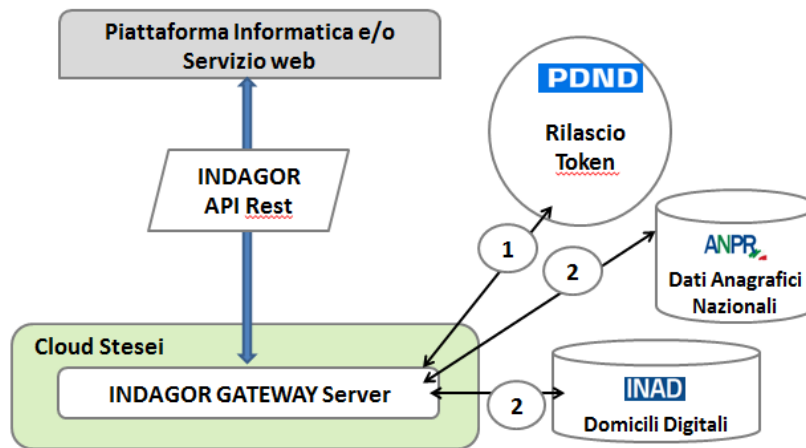 Piattaforma Informatica e/o
Servizio web
PDND
Rilascio
Token
INDAGOR
API Rest
1
2
ANPR
Dati Anagrafici
Nazionali
Cloud Stesei
INDAGOR GATEWAY Server
2
INAD
Domicili Digitali